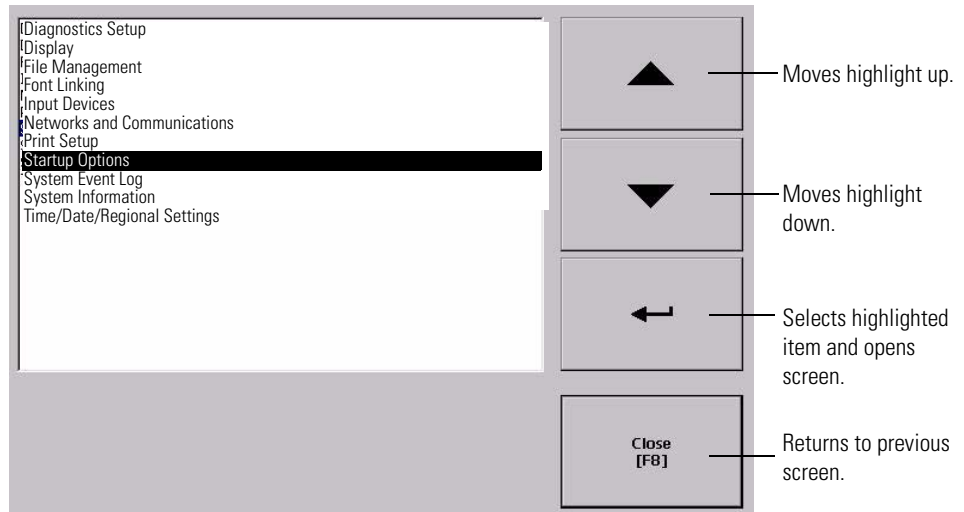 Diagnostics Setup
Display
File Management
Font Linking
Input Devices
Networks and Communications
Print Setup
Startup Options
System Event Log
System Information
Time/Date/Regional Settings
Moves highlight up.
Moves highlight
down.
Selects highlighted
item and opens
screen.
Close
[F8]
Returns to previous
screen.